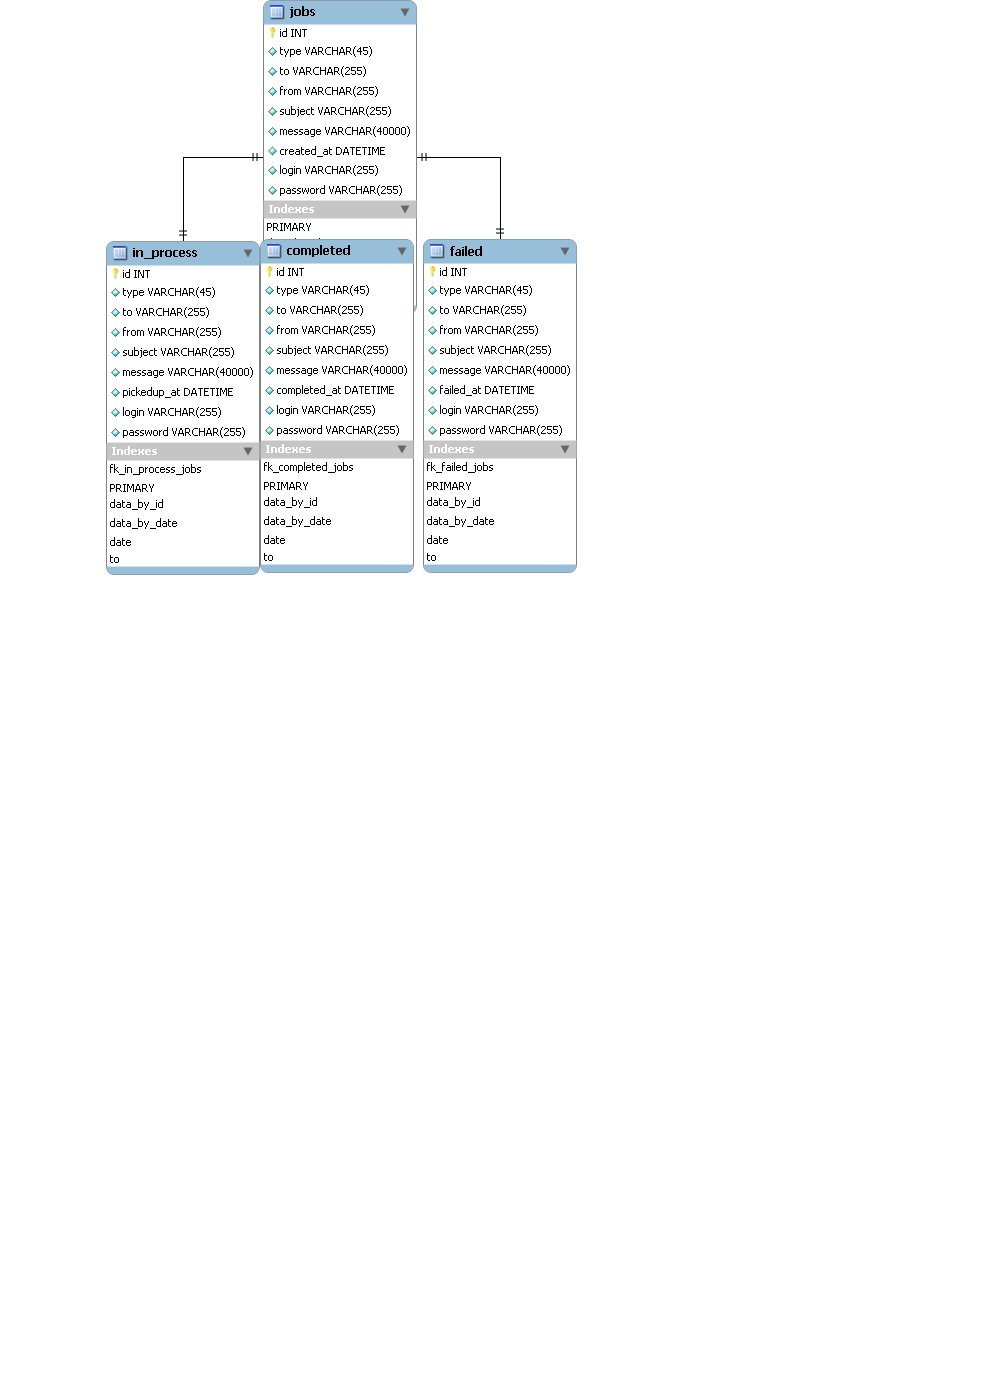 jobs
id INT
type VARCHAR(45)
to VARCHAR(255)
from VARCHAR(255)
subject VARCHAR(255)
message VARCHAR(40000)
created_at DATETIME
login VARCHAR(255)
password VARCHAR(255)
Indexes
PRIMARY
in_process
id INT
type VARCHAR(45)
to VARCHAR(255)
from VARCHAR(255)
subject VARCHAR(255)
message VARCHAR(40000)
pickedup_at DATETIME
login VARCHAR(255)
password VARCHAR(255)
Indexes
fk_in_process_jobs
PRIMARY
data_by_id
data_by_date
date
to
completed
id INT
type VARCHAR(45)
to VARCHAR(255)
from VARCHAR(255)
subject VARCHAR(255)
message VARCHAR(40000)
completed_at DATETIME
login VARCHAR(255)
password VARCHAR(255)
Indexes
fk_completed_jobs
PRIMARY
data_by_id
data_by_date
date
to
failed
id INT
type VARCHAR(45)
to VARCHAR(255)
from VARCHAR(255)
subject VARCHAR(255)
message VARCHAR(40000)
failed_at DATETIME
login VARCHAR(255)
password VARCHAR(255)
Indexes
fk_failed_jobs
PRIMARY
data_by_id
data_by_date
date
to